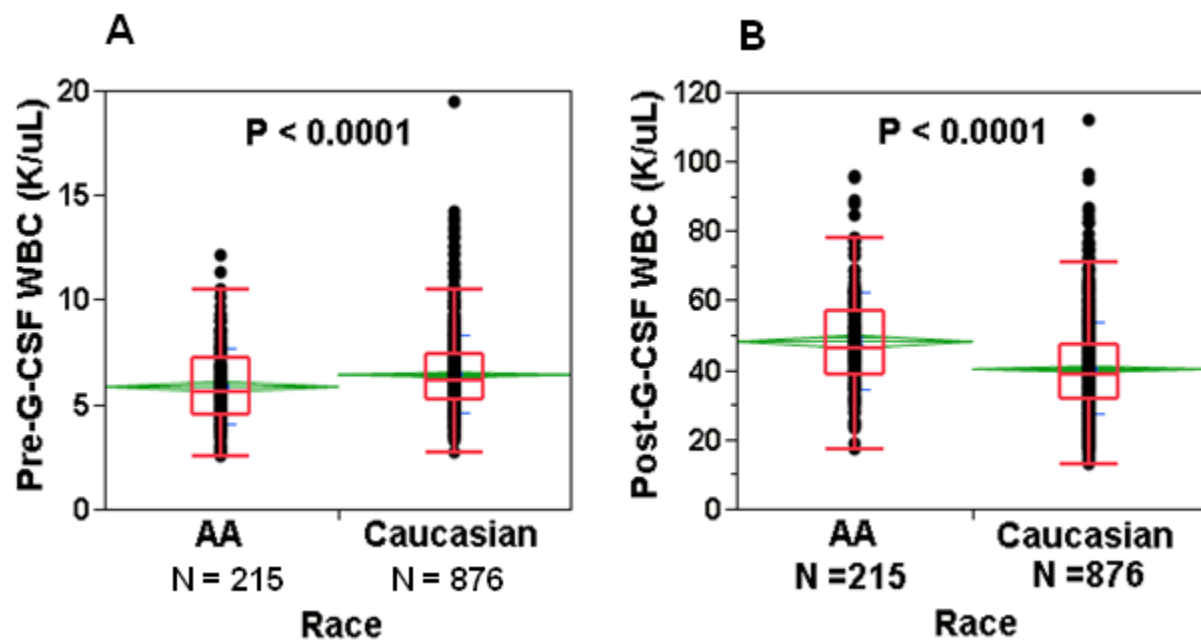 A
Pre-G-CSF WBC (K/uL)
20
15
10
5
0
P < 0.0001
AA
Caucasian
N = 215
N = 876
Race
B
Post-G-CSF WBC (K/uL)
120
100
80
60
40
20
0
P < 0.0001
AA
Caucasian
N =215
N =876
Race